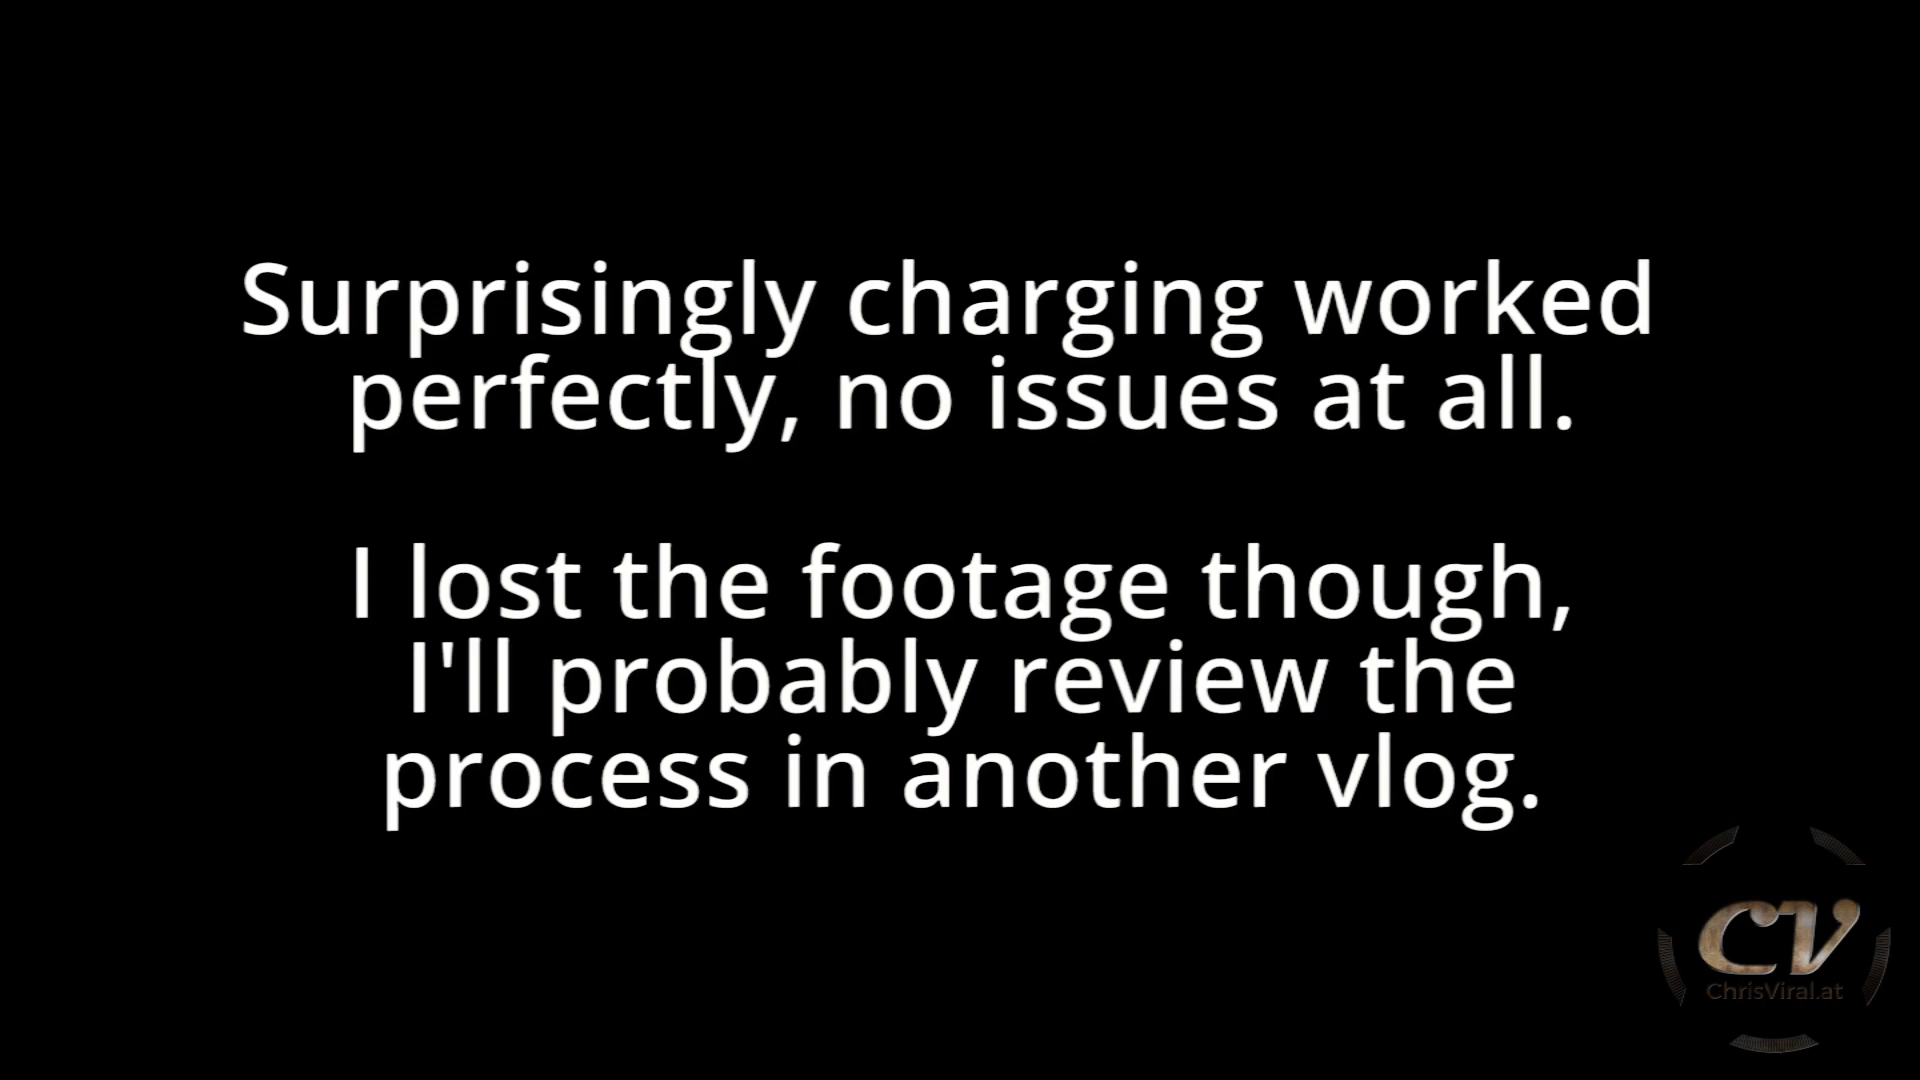 Surprisingly charging worked
perfectly, no issues at all.
I lost the footage though,
I'll probably review the
process in another vlog.
CV
ChrisViral.at